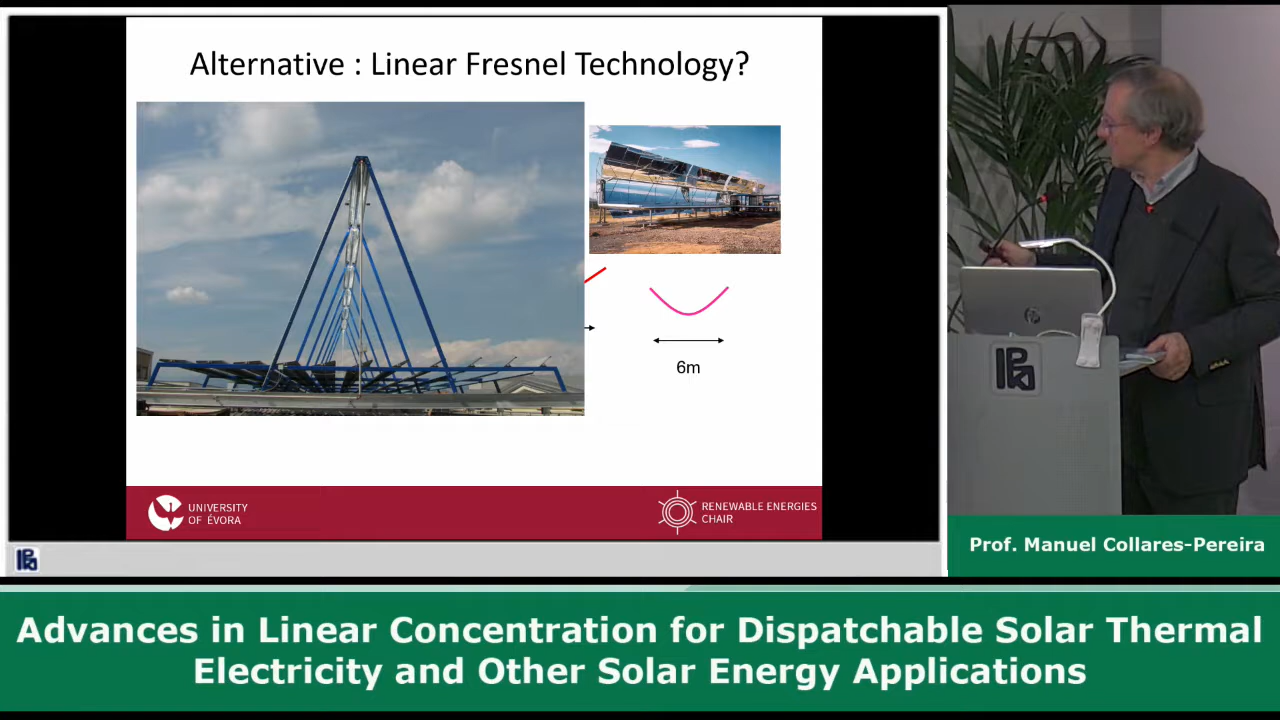 Alternative : Linear Fresnel Technology?
6m
UNIVERSITY
OF ÉVORA
RENEWABLE ENERGIES
CHAIR
Prof. Manuel Collares-Pereira
Advances in Linear Concentration for Dispatchable Solar Thermal
Electricity and Other Solar Energy Applications